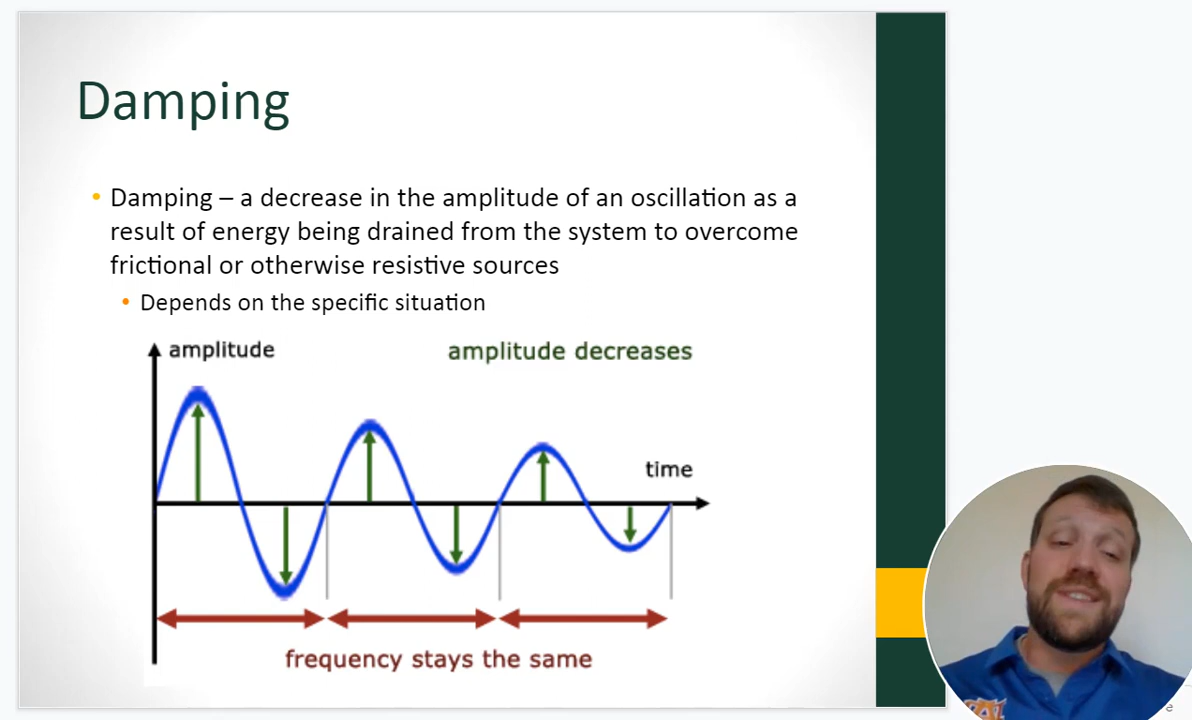 Damping
• Damping – a decrease in the amplitude of an oscillation as a
result of energy being drained from the system to overcome
frictional or otherwise resistive sources
• Depends on the specific situation
amplitude
amplitude decreases
time
frequency stays the same